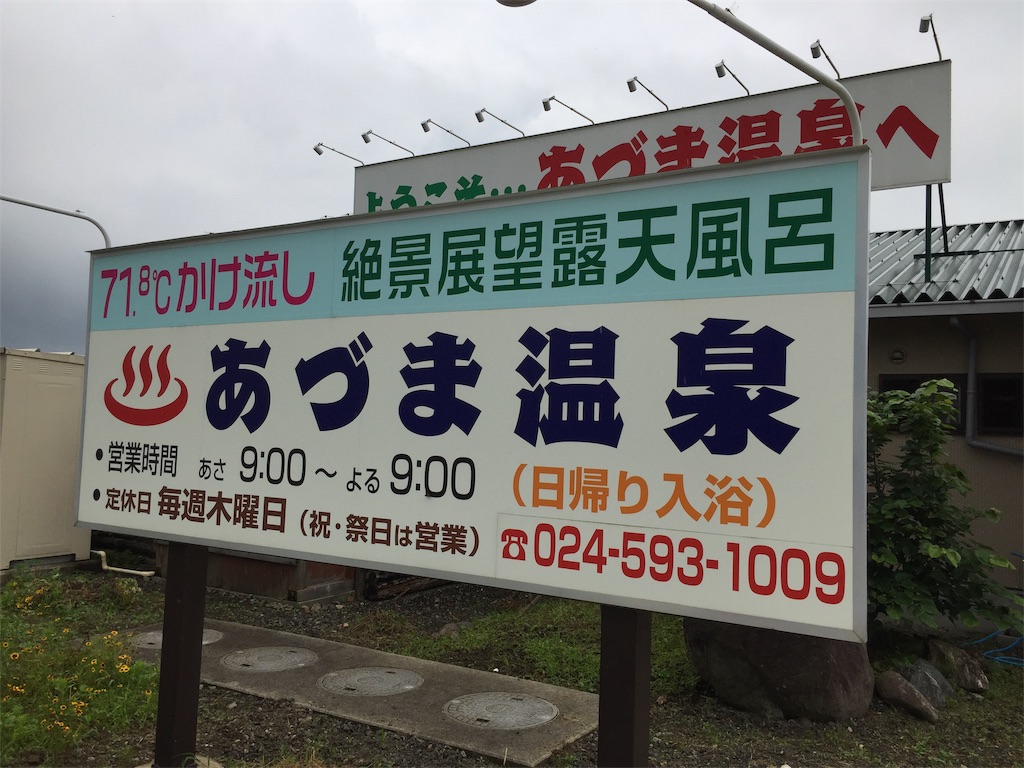 ようこそ…あづま温泉へ
71.8℃かけ流し 絶景展望露天風呂
♨あづま温泉
•営業時間 あさ 9:00～よる 9:00
(日帰り入浴)
•定休日 毎週木曜日 (祝・祭日は営業)
☎024-593-1009